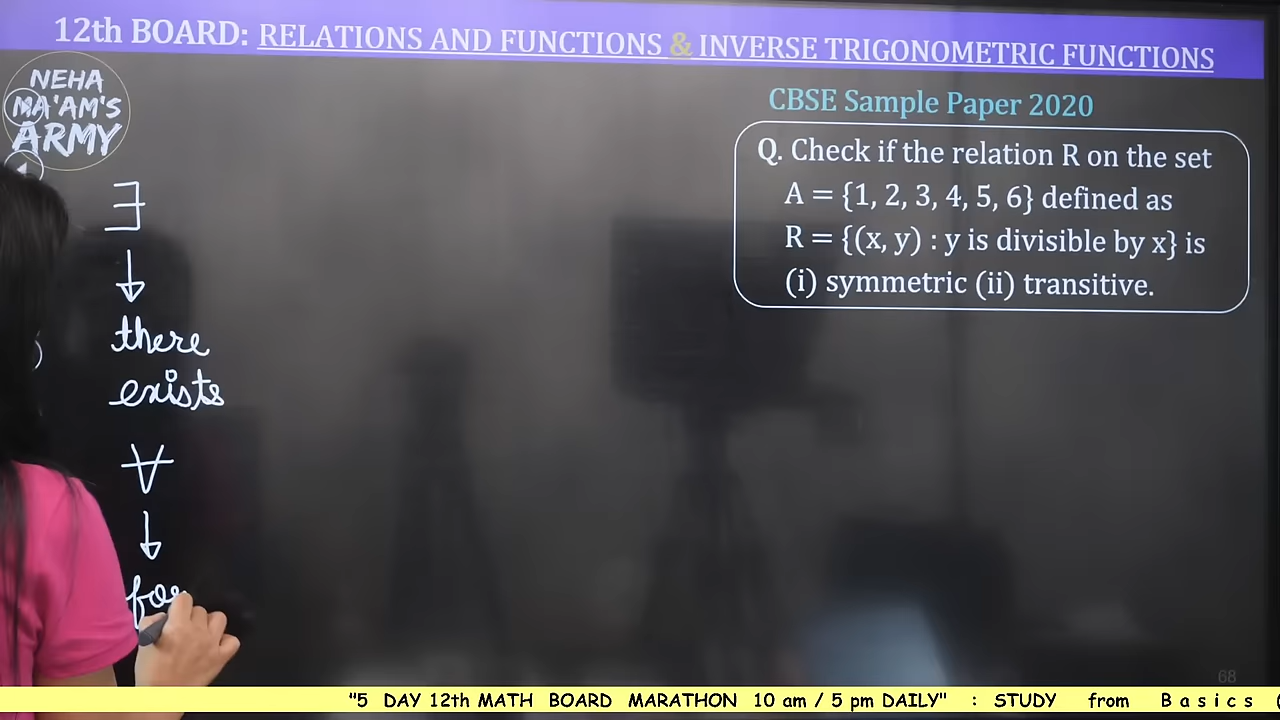 12th BOARD: RELATIONS AND FUNCTIONS & INVERSE TRIGONOMETRIC FUNCTIONS
NEHA
MA'AM'S
ARMY
CBSE Sample Paper 2020
Q. Check if the relation R on the set
A = {1, 2, 3, 4, 5, 6} defined as
R = {(x, y) : y is divisible by x} is
(i) symmetric (ii) transitive.
∃
↓
there
exists
∀
↓
for
68
"5 DAY 12th MATH BOARD MARATHON 10 am / 5 pm DAILY" : STUDY from Basics